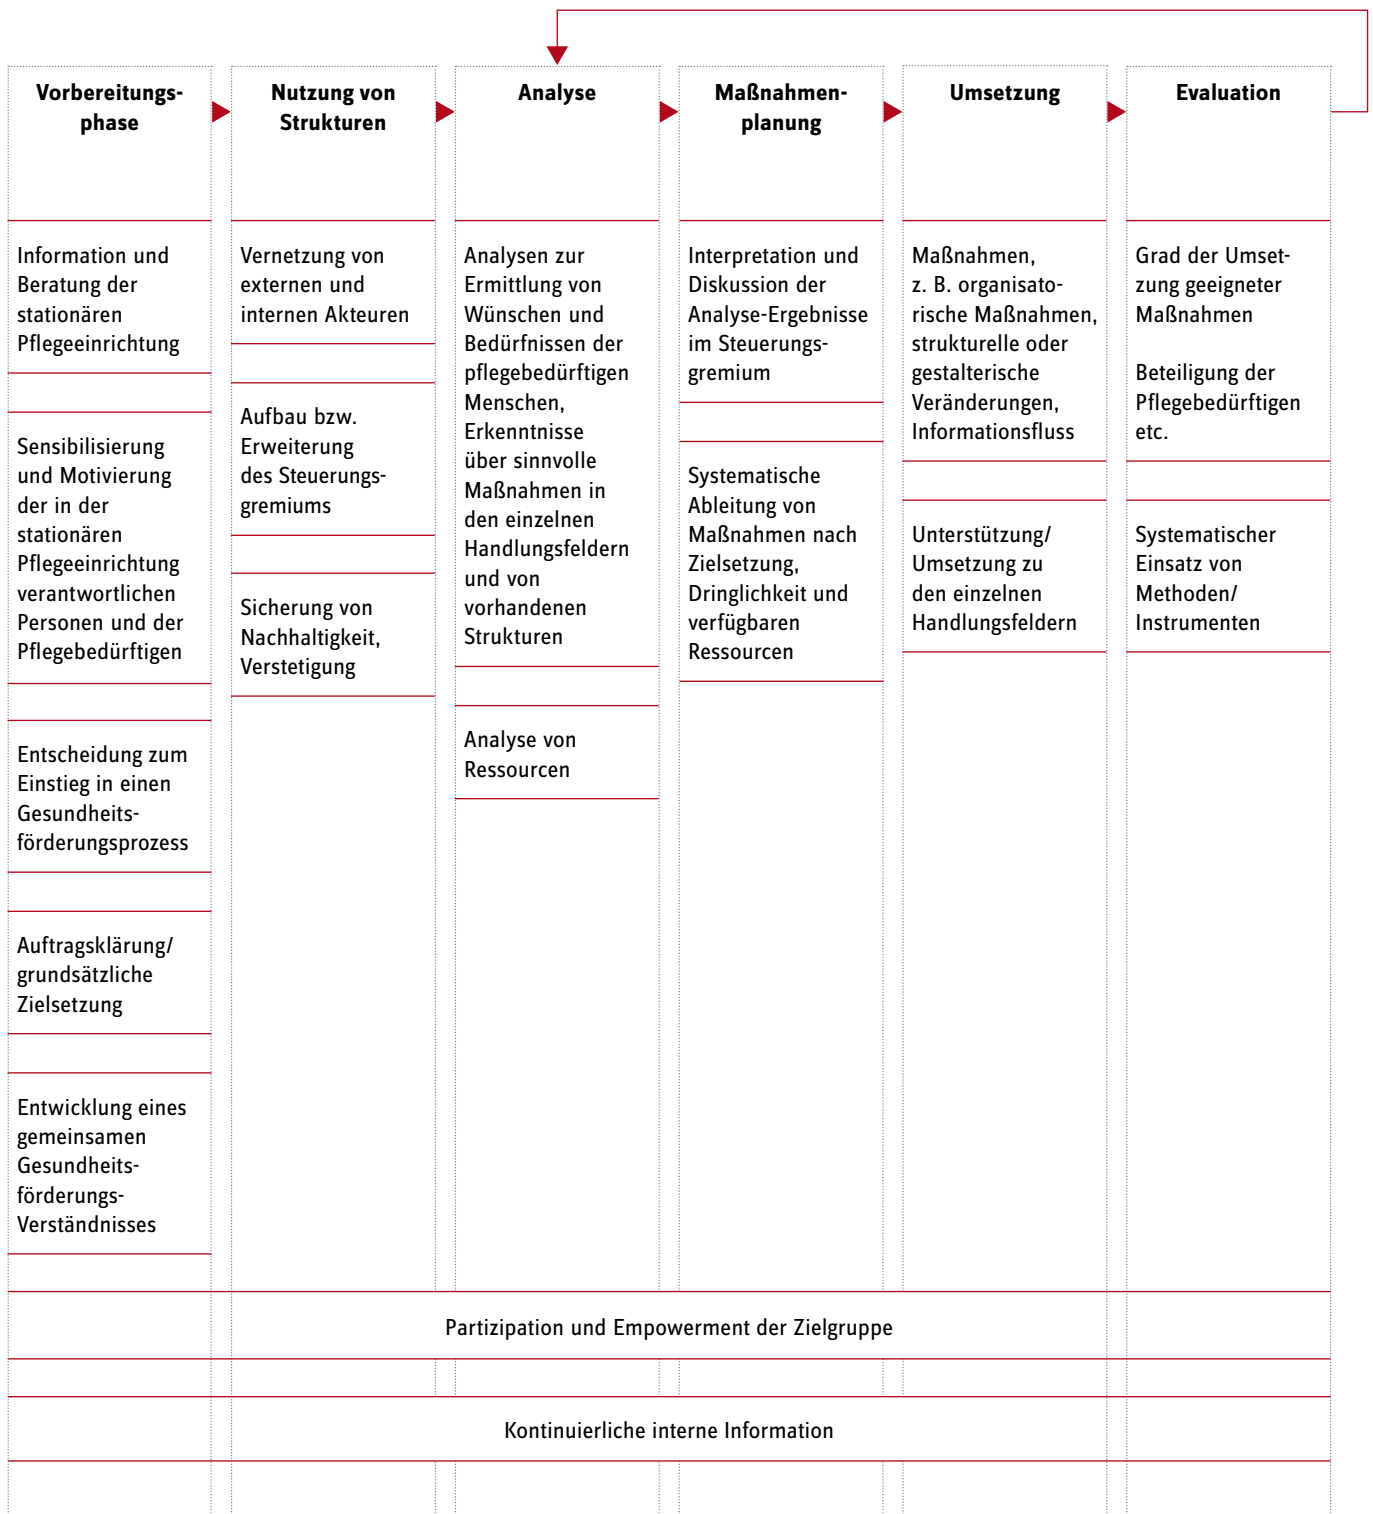 Vorbereitungs-
phase
Nutzung von
Strukturen
Analyse
Maßnahmen-
planung
Umsetzung
Evaluation
Information und
Beratung der
stationären
Pflegeeinrichtung
Sensibilisierung
und Motivierung
der in der
stationären
Pflegeeinrichtung
verantwortlichen
Personen und der
Pflegebedürftigen
Entscheidung zum
Einstieg in einen
Gesundheits-
förderungsprozess
Auftragsklärung/
grundsätzliche
Zielsetzung
Entwicklung eines
gemeinsamen
Gesundheits-
förderungs-
Verständnisses
Vernetzung von
externen und
internen Akteuren
Aufbau bzw.
Erweiterung
des Steuerungs-
gremiums
Sicherung von
Nachhaltigkeit,
Verstetigung
Analysen zur
Ermittlung von
Wünschen und
Bedürfnissen der
pflegebedürftigen
Menschen,
Erkenntnisse
über sinnvolle
Maßnahmen in
den einzelnen
Handlungsfeldern
und von
vorhandenen
Strukturen
Analyse von
Ressourcen
Interpretation und
Diskussion der
Analyse-Ergebnisse
im Steuerungs-
gremium
Systematische
Ableitung von
Maßnahmen nach
Zielsetzung,
Dringlichkeit und
verfügbaren
Ressourcen
Maßnahmen,
z. B. organisato-
rische Maßnahmen,
strukturelle oder
gestalterische
Veränderungen,
Informationsfluss
Unterstützung/
Umsetzung zu
den einzelnen
Handlungsfeldern
Grad der Umset-
zung geeigneter
Maßnahmen
Beteiligung der
Pflegebedürftigen
etc.
Systematischer
Einsatz von
Methoden/
Instrumenten
Partizipation und Empowerment der Zielgruppe
Kontinuierliche interne Information